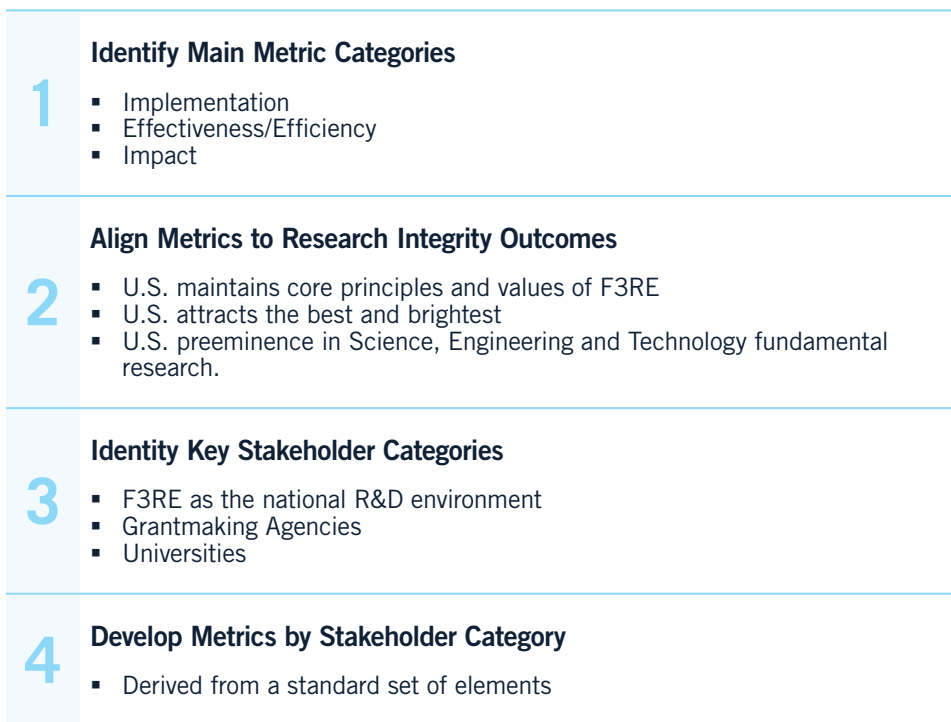 1
Identify Main Metric Categories
▪ Implementation
▪ Effectiveness/Efficiency
▪ Impact
2
Align Metrics to Research Integrity Outcomes
▪ U.S. maintains core principles and values of F3RE
▪ U.S. attracts the best and brightest
▪ U.S. preeminence in Science, Engineering and Technology fundamental
research.
3
Identity Key Stakeholder Categories
▪ F3RE as the national R&D environment
▪ Grantmaking Agencies
▪ Universities
4
Develop Metrics by Stakeholder Category
▪ Derived from a standard set of elements